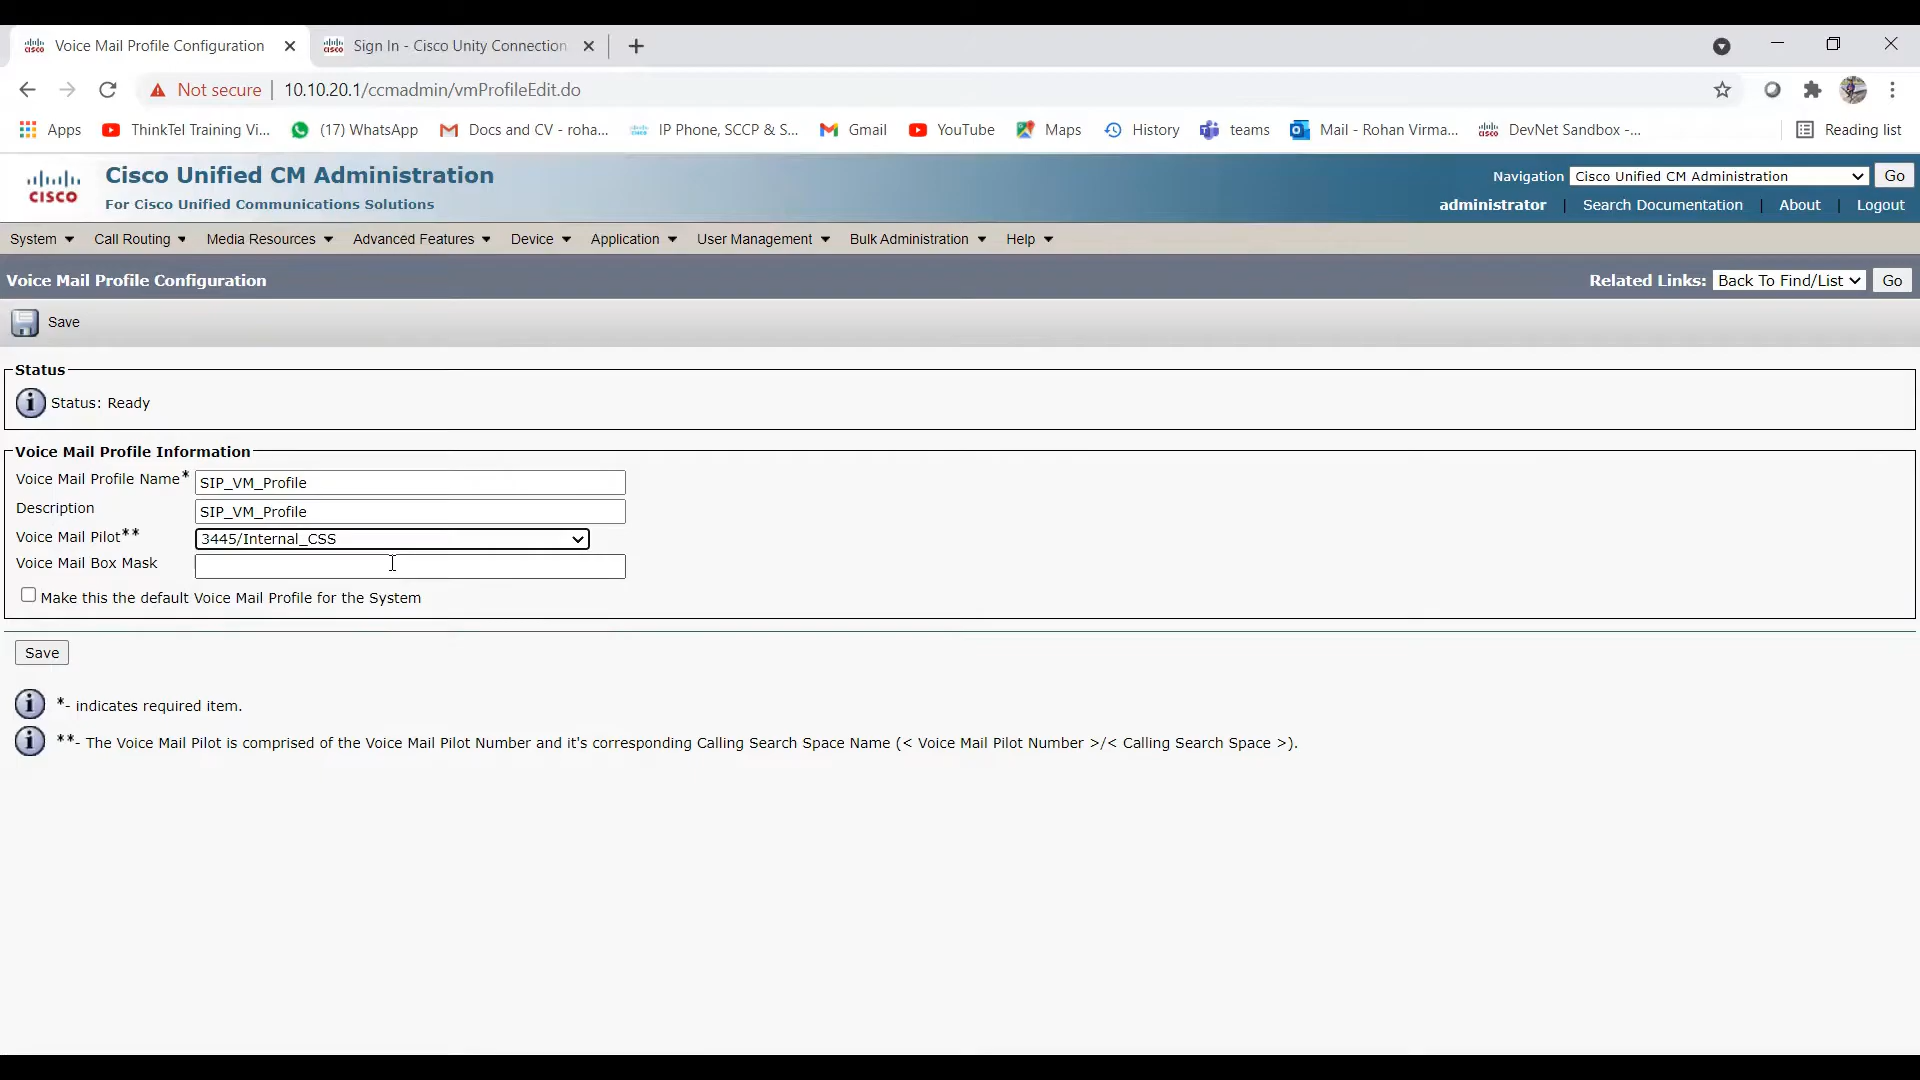 Voice Mail Profile Configuration
Sign In - Cisco Unity Connection
Not secure
10.10.20.1/ccmadmin/vmProfileEdit.do
Apps
ThinkTel Training Vi...
(17) WhatsApp
Docs and CV - roha...
IP Phone, SCCP & S...
Gmail
YouTube
Maps
History
teams
Mail - Rohan Virma...
DevNet Sandbox -...
Reading list
CISCO
Cisco Unified CM Administration
For Cisco Unified Communications Solutions
Navigation Cisco Unified CM Administration Go
administrator | Search Documentation | About | Logout
System Call Routing Media Resources Advanced Features Device Application User Management Bulk Administration Help
Voice Mail Profile Configuration
Related Links: Back To Find/List Go
Save
Status
Status: Ready
Voice Mail Profile Information
Voice Mail Profile Name* SIP_VM_Profile
Description SIP_VM_Profile
Voice Mail Pilot** 3445/Internal_CSS
Voice Mail Box Mask
Make this the default Voice Mail Profile for the System
Save
*- indicates required item.
**- The Voice Mail Pilot is comprised of the Voice Mail Pilot Number and it's corresponding Calling Search Space Name (< Voice Mail Pilot Number >/< Calling Search Space >).